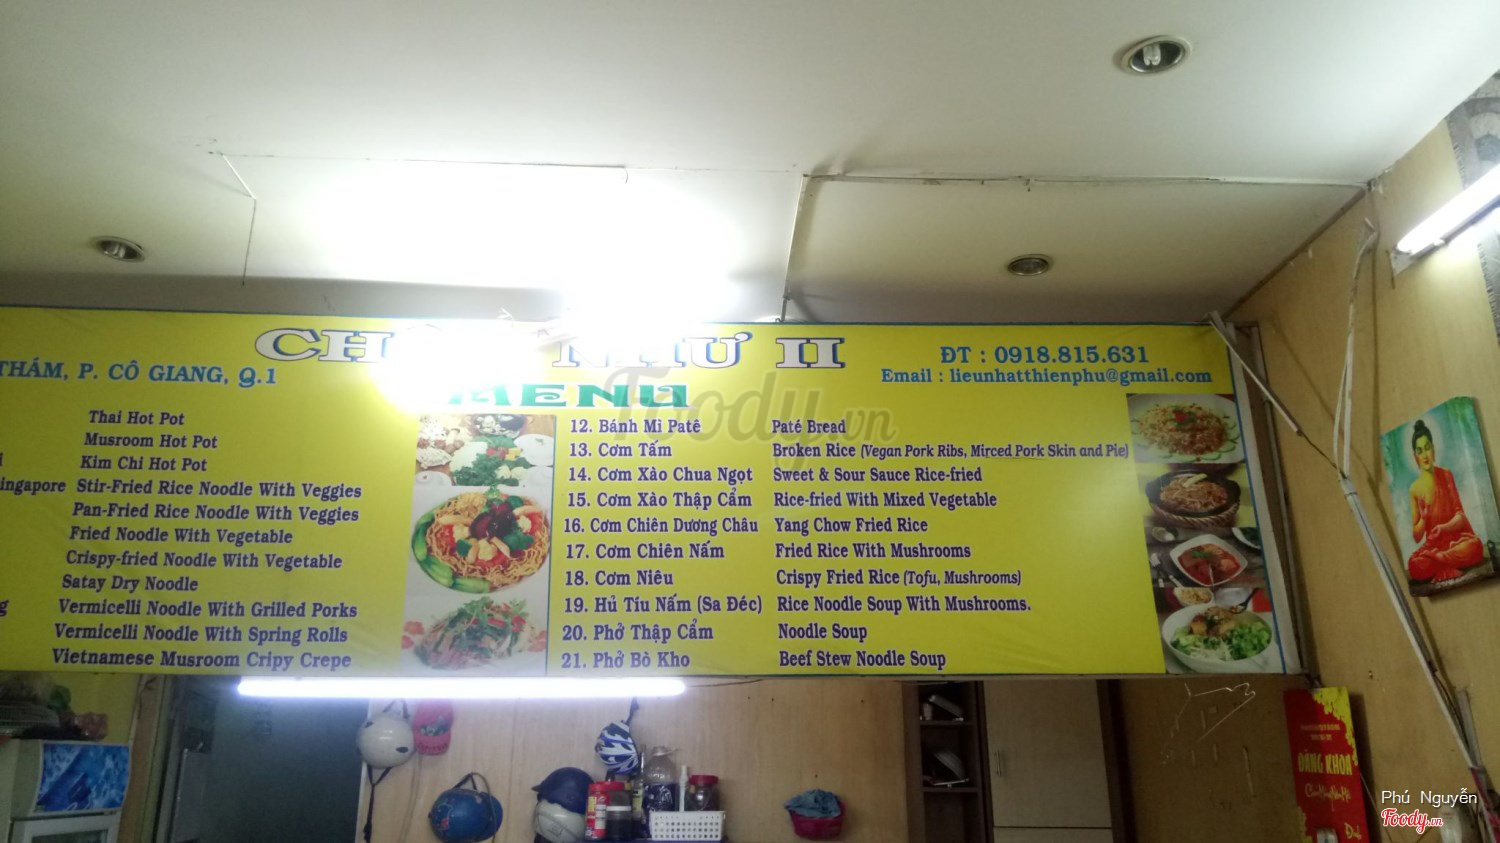 NHƯ II
THÁM, P. CÔ GIANG, Q.1
MENU
ĐT : 0918.815.631
Email : lieunhatthienphu@gmail.com
Thai Hot Pot
Musroom Hot Pot
Kim Chi Hot Pot
ingapore Stir-Fried Rice Noodle With Veggies
Pan-Fried Rice Noodle With Veggies
Fried Noodle With Vegetable
Crispy-fried Noodle With Vegetable
Satay Dry Noodle
Vermicelli Noodle With Grilled Porks
Vermicelli Noodle With Spring Rolls
Vietnamese Musroom Cripy Crepe
12. Bánh Mì Patê Paté Bread
13. Cơm Tấm Broken Rice (Vegan Pork Ribs, Mirced Pork Skin and Pie)
14. Cơm Xào Chua Ngọt Sweet & Sour Sauce Rice-fried
15. Cơm Xào Thập Cẩm Rice-fried With Mixed Vegetable
16. Cơm Chiên Dương Châu Yang Chow Fried Rice
17. Cơm Chiên Nấm Fried Rice With Mushrooms
18. Cơm Niêu Crispy Fried Rice (Tofu, Mushrooms)
19. Hủ Tíu Nấm (Sa Đéc) Rice Noodle Soup With Mushrooms.
20. Phở Thập Cẩm Noodle Soup
21. Phở Bò Kho Beef Stew Noodle Soup
Foody.vn
ĐĂNG KHOA
Phú Nguyễn
Foody.vn